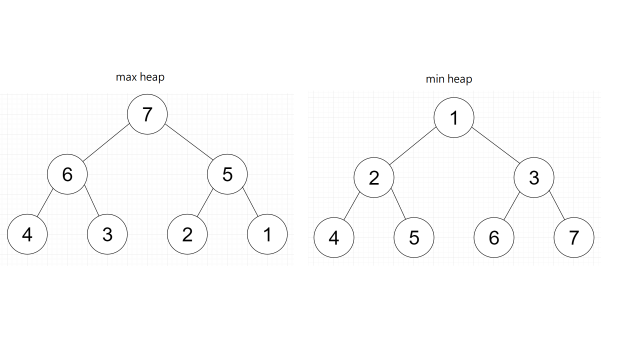 max heap
7
6 5
4 3 2 1
min heap
1
2 3
4 5 6 7